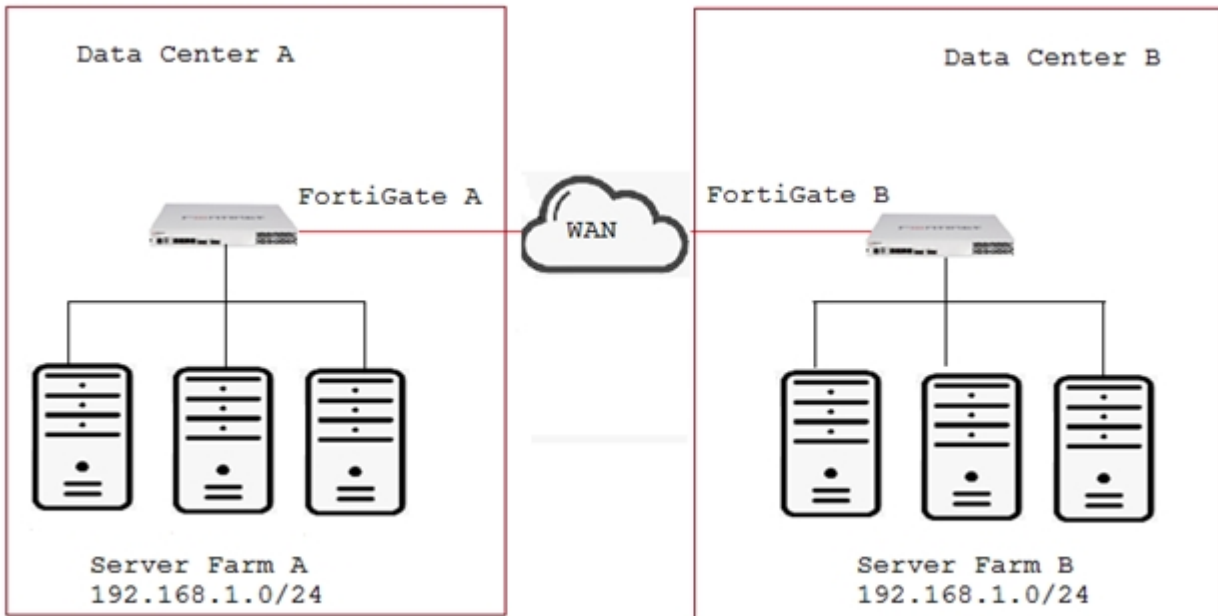 Data Center A
Data Center B
FortiGate A
WAN
FortiGate B
Server Farm A
192.168.1.0/24
Server Farm B
192.168.1.0/24